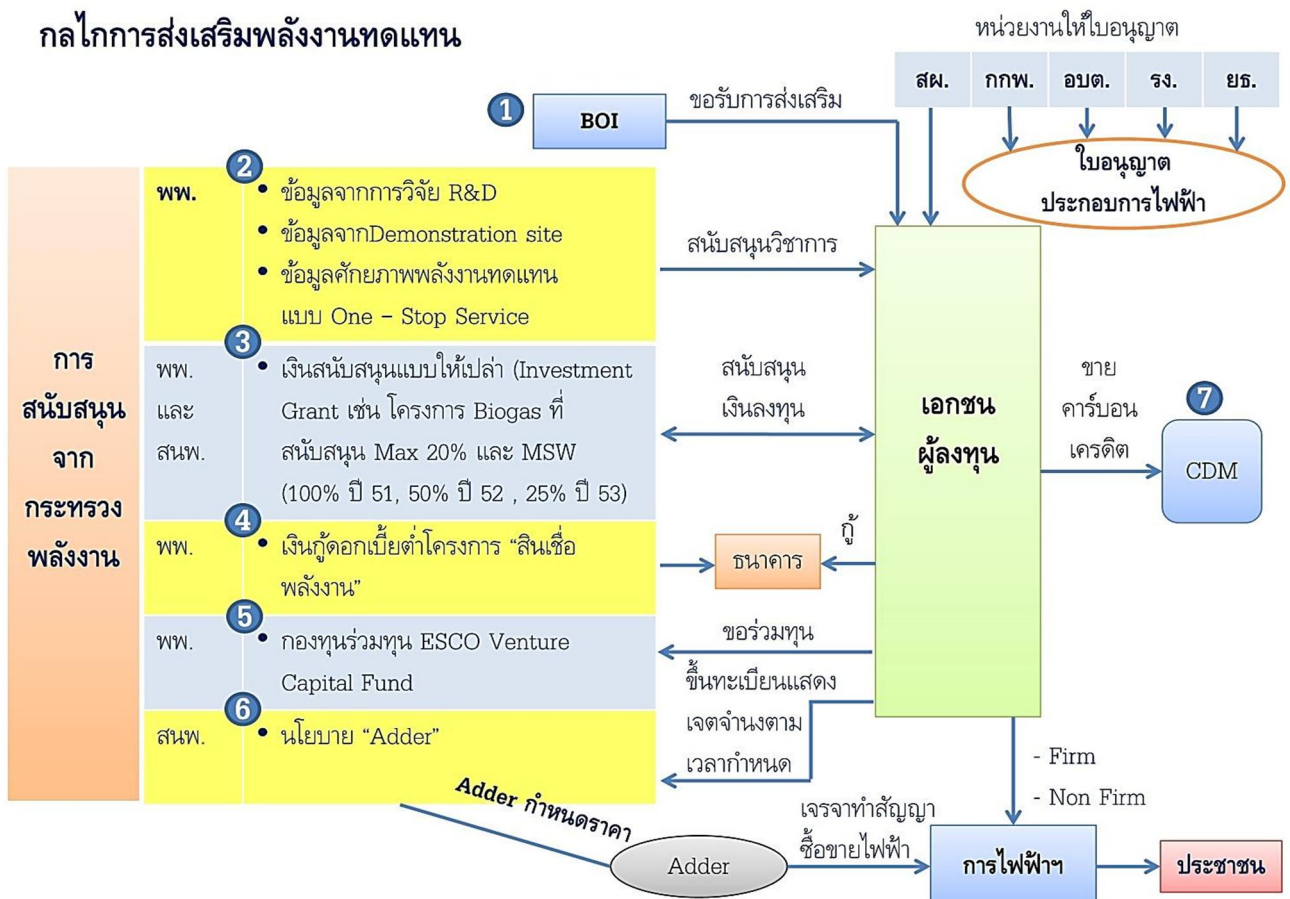 กลไกการส่งเสริมพลังงานทดแทน
หน่วยงานให้ใบอนุญาต
สผ. กกพ. อบต. รง. ยธ.
ใบอนุญาต
ประกอบการไฟฟ้า
1
BOI
ขอรับการส่งเสริม
การ
สนับสนุน
จาก
กระทรวง
พลังงาน
2
พพ.
• ข้อมูลจากการวิจัย R&D
• ข้อมูลจากDemonstration site
• ข้อมูลศักยภาพพลังงานทดแทน
แบบ One – Stop Service
สนับสนุนวิชาการ
3
พพ.
และ
สนพ.
• เงินสนับสนุนแบบให้เปล่า (Investment
Grant เช่น โครงการ Biogas ที่
สนับสนุน Max 20% และ MSW
(100% ปี 51, 50% ปี 52 , 25% ปี 53)
สนับสนุน
เงินลงทุน
เอกชน
ผู้ลงทุน
ขาย
คาร์บอน
เครดิต
7
CDM
4
พพ.
• เงินกู้ดอกเบี้ยต่ำโครงการ “สินเชื่อ
พลังงาน”
ธนาคาร
กู้
5
พพ.
• กองทุนร่วมทุน ESCO Venture
Capital Fund
ขอร่วมทุน
6
สนพ.
• นโยบาย “Adder”
ขึ้นทะเบียนแสดง
เจตจำนงตาม
เวลากำหนด
- Firm
- Non Firm
Adder กำหนดราคา
Adder
เจรจาทำสัญญา
ซื้อขายไฟฟ้า
การไฟฟ้าฯ
ประชาชน